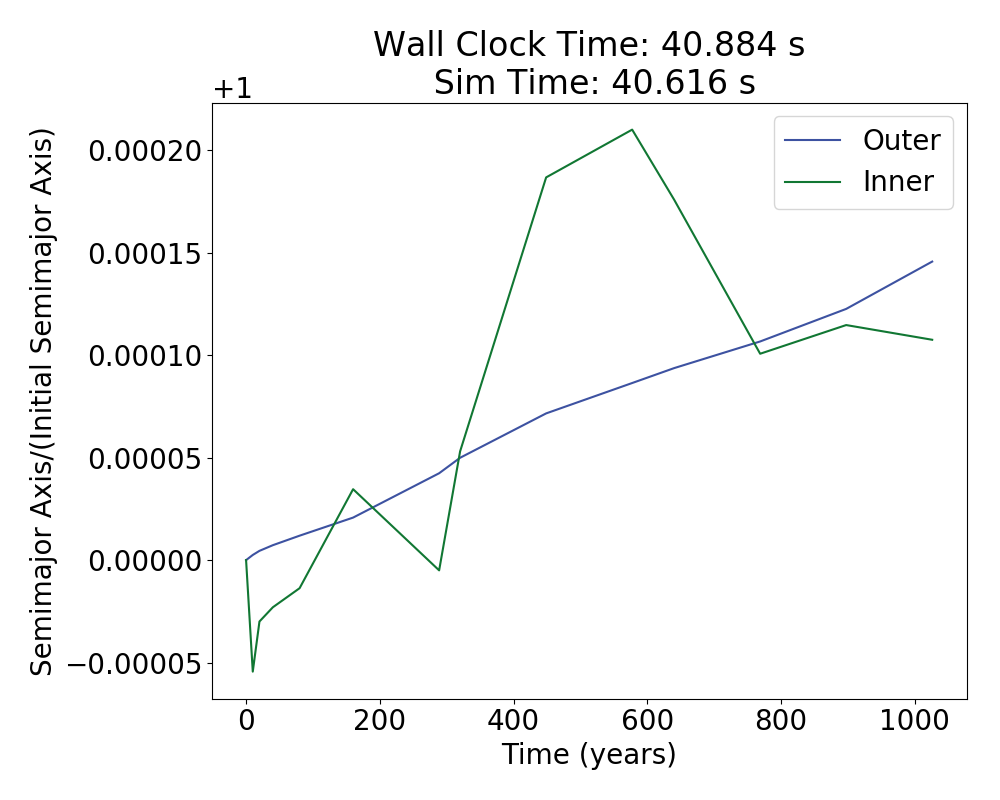 Wall Clock Time: 40.884 s
Sim Time: 40.616 s
+1
Outer
Inner
0.00020
0.00015
0.00010
0.00005
0.00000
−0.00005
Semimajor Axis/(Initial Semimajor Axis)
0 200 400 600 800 1000
Time (years)